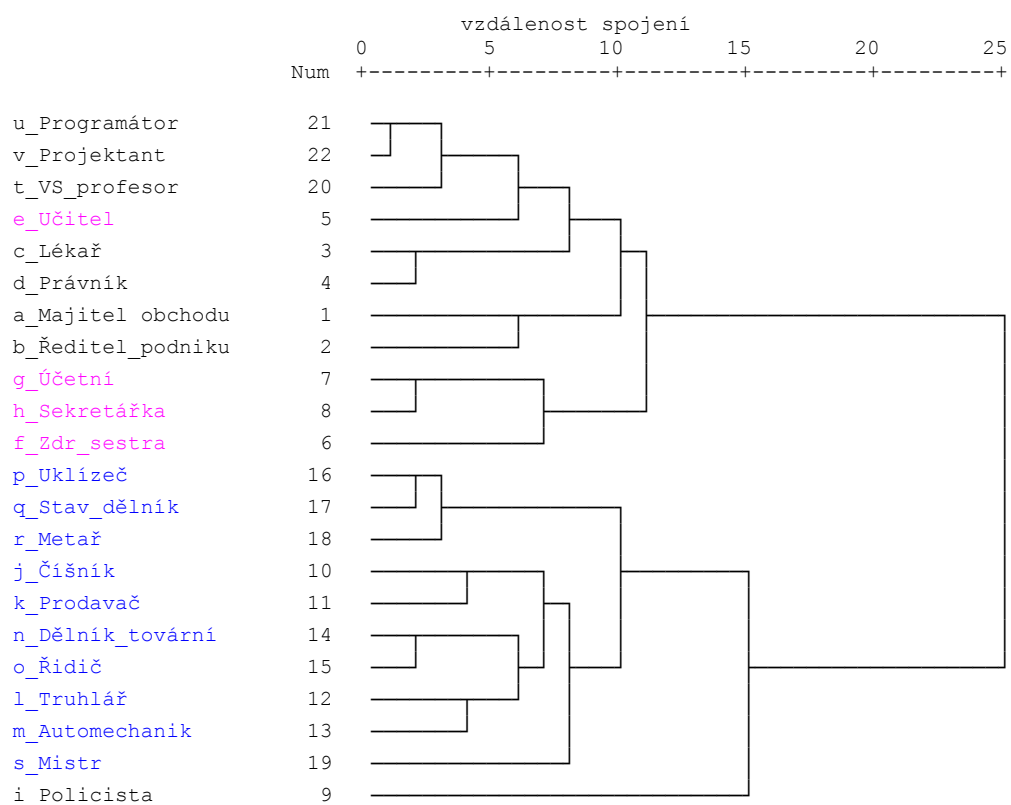 vzdálenost spojení
0 5 10 15 20 25
Num +---------+---------+---------+---------+---------+
u_Programátor 21
v_Projektant 22
t_VS_profesor 20
e_Učitel 5
c_Lékař 3
d_Právník 4
a_Majitel obchodu 1
b_Ředitel_podniku 2
g_Účetní 7
h_Sekretářka 8
f_Zdr_sestra 6
p_Uklízeč 16
q_Stav_dělník 17
r_Metař 18
j_Číšník 10
k_Prodavač 11
n_Dělník_tovární 14
o_Řidič 15
l_Truhlář 12
m_Automechanik 13
s_Mistr 19
i_Policista 9